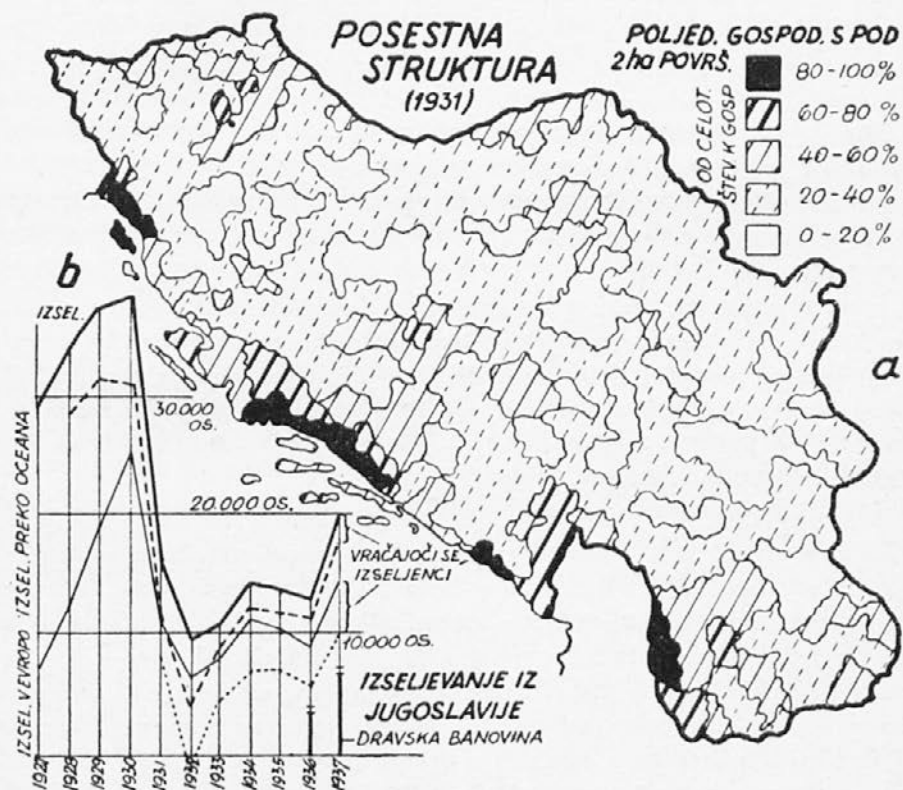 POSESTNA
STRUKTURA
(1931)
POLJED. GOSPOD. S POD
2ha POVRŠ.
OD CELOT.
ŠTEV. K GOSP.
80-100%
60-80%
40-60%
20-40%
0-20%
a
b
IZSEL.
30.000
OS.
20.000 OS.
VRAČAJOČI SE
IZSELJENCI
10.000 OS.
IZSELJEVANJE IZ
JUGOSLAVIJE
DRAVSKA BANOVINA
IZSEL. V EVROPO IZSEL. PREKO OCEANA
1927
1928
1929
1930
1931
1932
1933
1934
1935
1936
1937